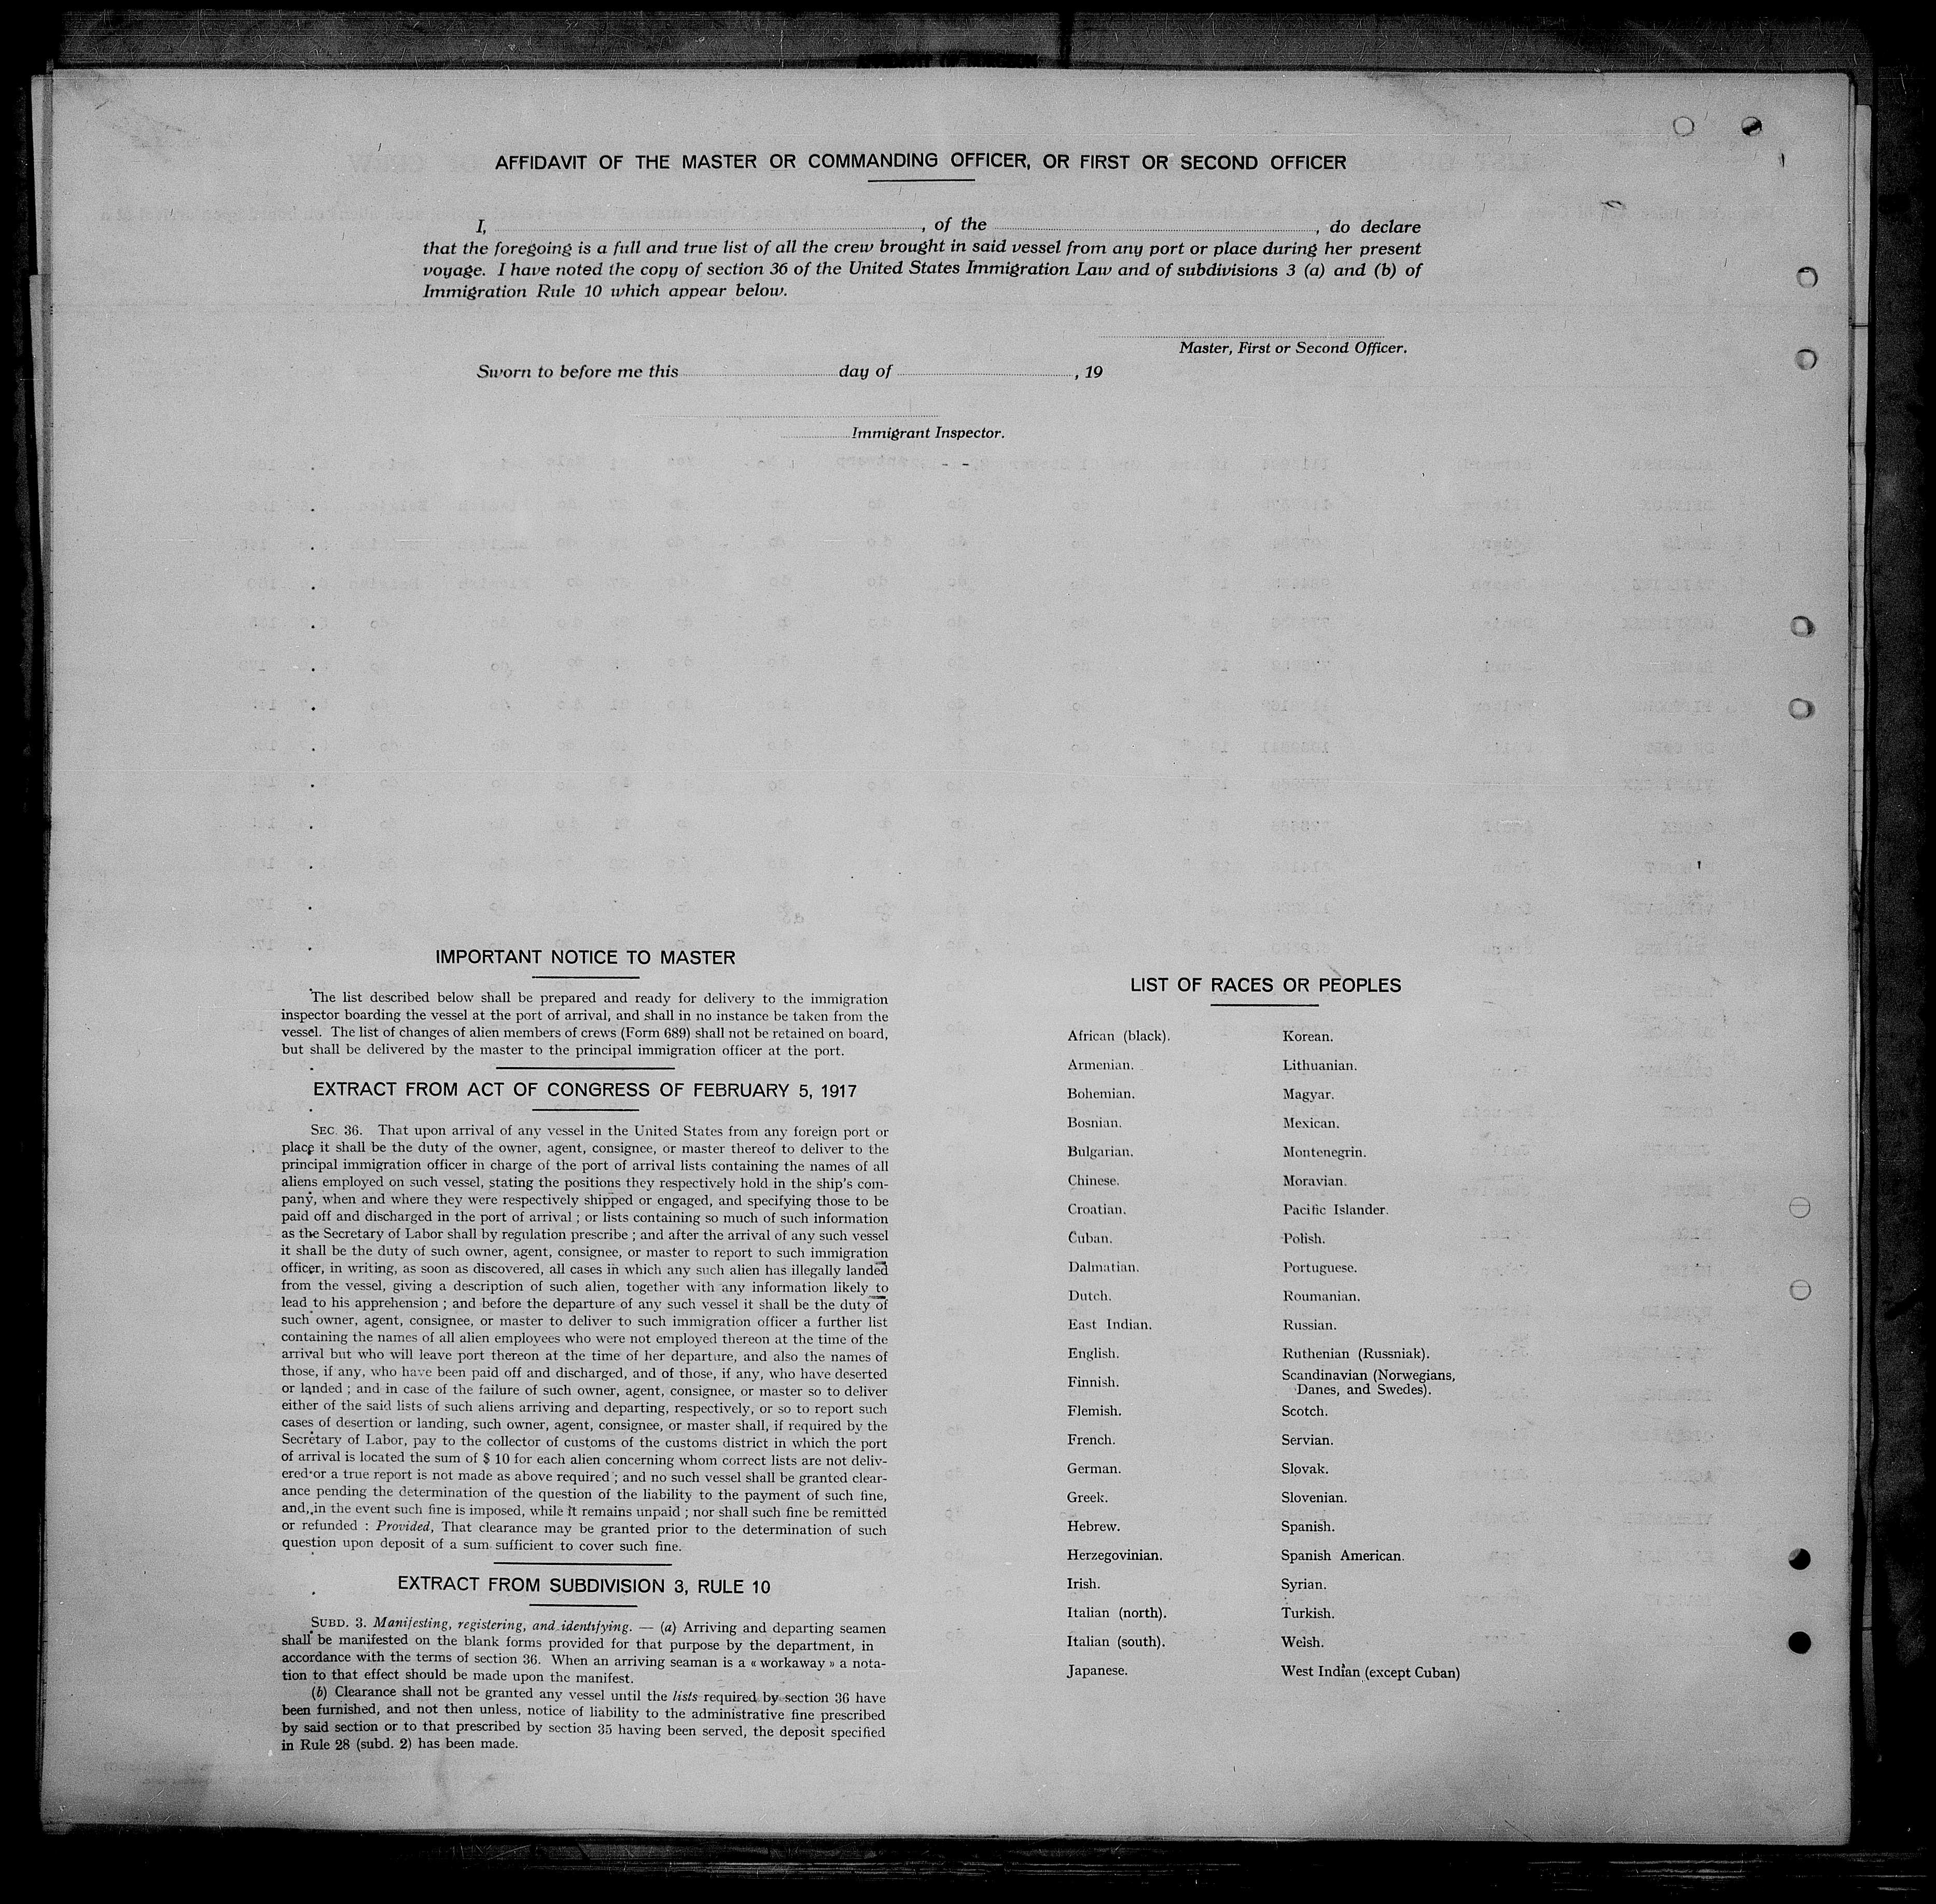 AFFIDAVIT OF THE MASTER OR COMMANDING OFFICER, OR FIRST OR SECOND OFFICER
I, , of the , do declare
that the foregoing is a full and true list of all the crew brought in said vessel from any port or place during her present
voyage. I have noted the copy of section 36 of the United States Immigration Law and of subdivisions 3 (a) and (b) of
Immigration Rule 10 which appear below.
Master, First or Second Officer.
Sworn to before me this day of , 19
Immigrant Inspector.
IMPORTANT NOTICE TO MASTER
The list described below shall be prepared and ready for delivery to the immigration
inspector boarding the vessel at the port of arrival, and shall in no instance be taken from the
vessel. The list of changes of alien members of crews (Form 689) shall not be retained on board,
but shall be delivered by the master to the principal immigration officer at the port.
EXTRACT FROM ACT OF CONGRESS OF FEBRUARY 5, 1917
SEC. 36. That upon arrival of any vessel in the United States from any foreign port or
place it shall be the duty of the owner, agent, consignee, or master thereof to deliver to the
principal immigration officer in charge of the port of arrival lists containing the names of all
aliens employed on such vessel, stating the positions they respectively hold in the ship's com-
pany, when and where they were respectively shipped or engaged, and specifying those to be
paid off and discharged in the port of arrival ; or lists containing so much of such information
as the Secretary of Labor shall by regulation prescribe ; and after the arrival of any such vessel
it shall be the duty of such owner, agent, consignee, or master to report to such immigration
officer, in writing, as soon as discovered, all cases in which any such alien has illegally landed
from the vessel, giving a description of such alien, together with any information likely to
lead to his apprehension ; and before the departure of any such vessel it shall be the duty of
such owner, agent, consignee, or master to deliver to such immigration officer a further list
containing the names of all alien employees who were not employed thereon at the time of the
arrival but who will leave port thereon at the time of her departure, and also the names of
those, if any, who have been paid off and discharged, and of those, if any, who have deserted
or landed ; and in case of the failure of such owner, agent, consignee, or master so to deliver
either of the said lists of such aliens arriving and departing, respectively, or so to report such
cases of desertion or landing, such owner, agent, consignee, or master shall, if required by the
Secretary of Labor, pay to the collector of customs of the customs district in which the port
of arrival is located the sum of $ 10 for each alien concerning whom correct lists are not deliv-
ered or a true report is not made as above required ; and no such vessel shall be granted clear-
ance pending the determination of the question of the liability to the payment of such fine,
and, in the event such fine is imposed, while it remains unpaid ; nor shall such fine be remitted
or refunded : Provided, That clearance may be granted prior to the determination of such
question upon deposit of a sum sufficient to cover such fine.
EXTRACT FROM SUBDIVISION 3, RULE 10
SUBD. 3. Manifesting, registering, and identifying. — (a) Arriving and departing seamen
shall be manifested on the blank forms provided for that purpose by the department, in
accordance with the terms of section 36. When an arriving seaman is a « workaway » a nota-
tion to that effect should be made upon the manifest.
(b) Clearance shall not be granted any vessel until the lists required by section 36 have
been furnished, and not then unless, notice of liability to the administrative fine prescribed
by said section or to that prescribed by section 35 having been served, the deposit specified
in Rule 28 (subd. 2) has been made.
LIST OF RACES OR PEOPLES
African (black).
Armenian.
Bohemian.
Bosnian.
Bulgarian.
Chinese.
Croatian.
Cuban.
Dalmatian.
Dutch.
East Indian.
English.
Finnish.
Flemish.
French.
German.
Greek.
Hebrew.
Herzegovinian.
Irish.
Italian (north).
Italian (south).
Japanese.
Korean.
Lithuanian.
Magyar.
Mexican.
Montenegrin.
Moravian.
Pacific Islander.
Polish.
Portuguese.
Roumanian.
Russian.
Ruthenian (Russniak).
Scandinavian (Norwegians,
Danes, and Swedes).
Scotch.
Servian.
Slovak.
Slovenian.
Spanish.
Spanish American.
Syrian.
Turkish.
Welsh.
West Indian (except Cuban)